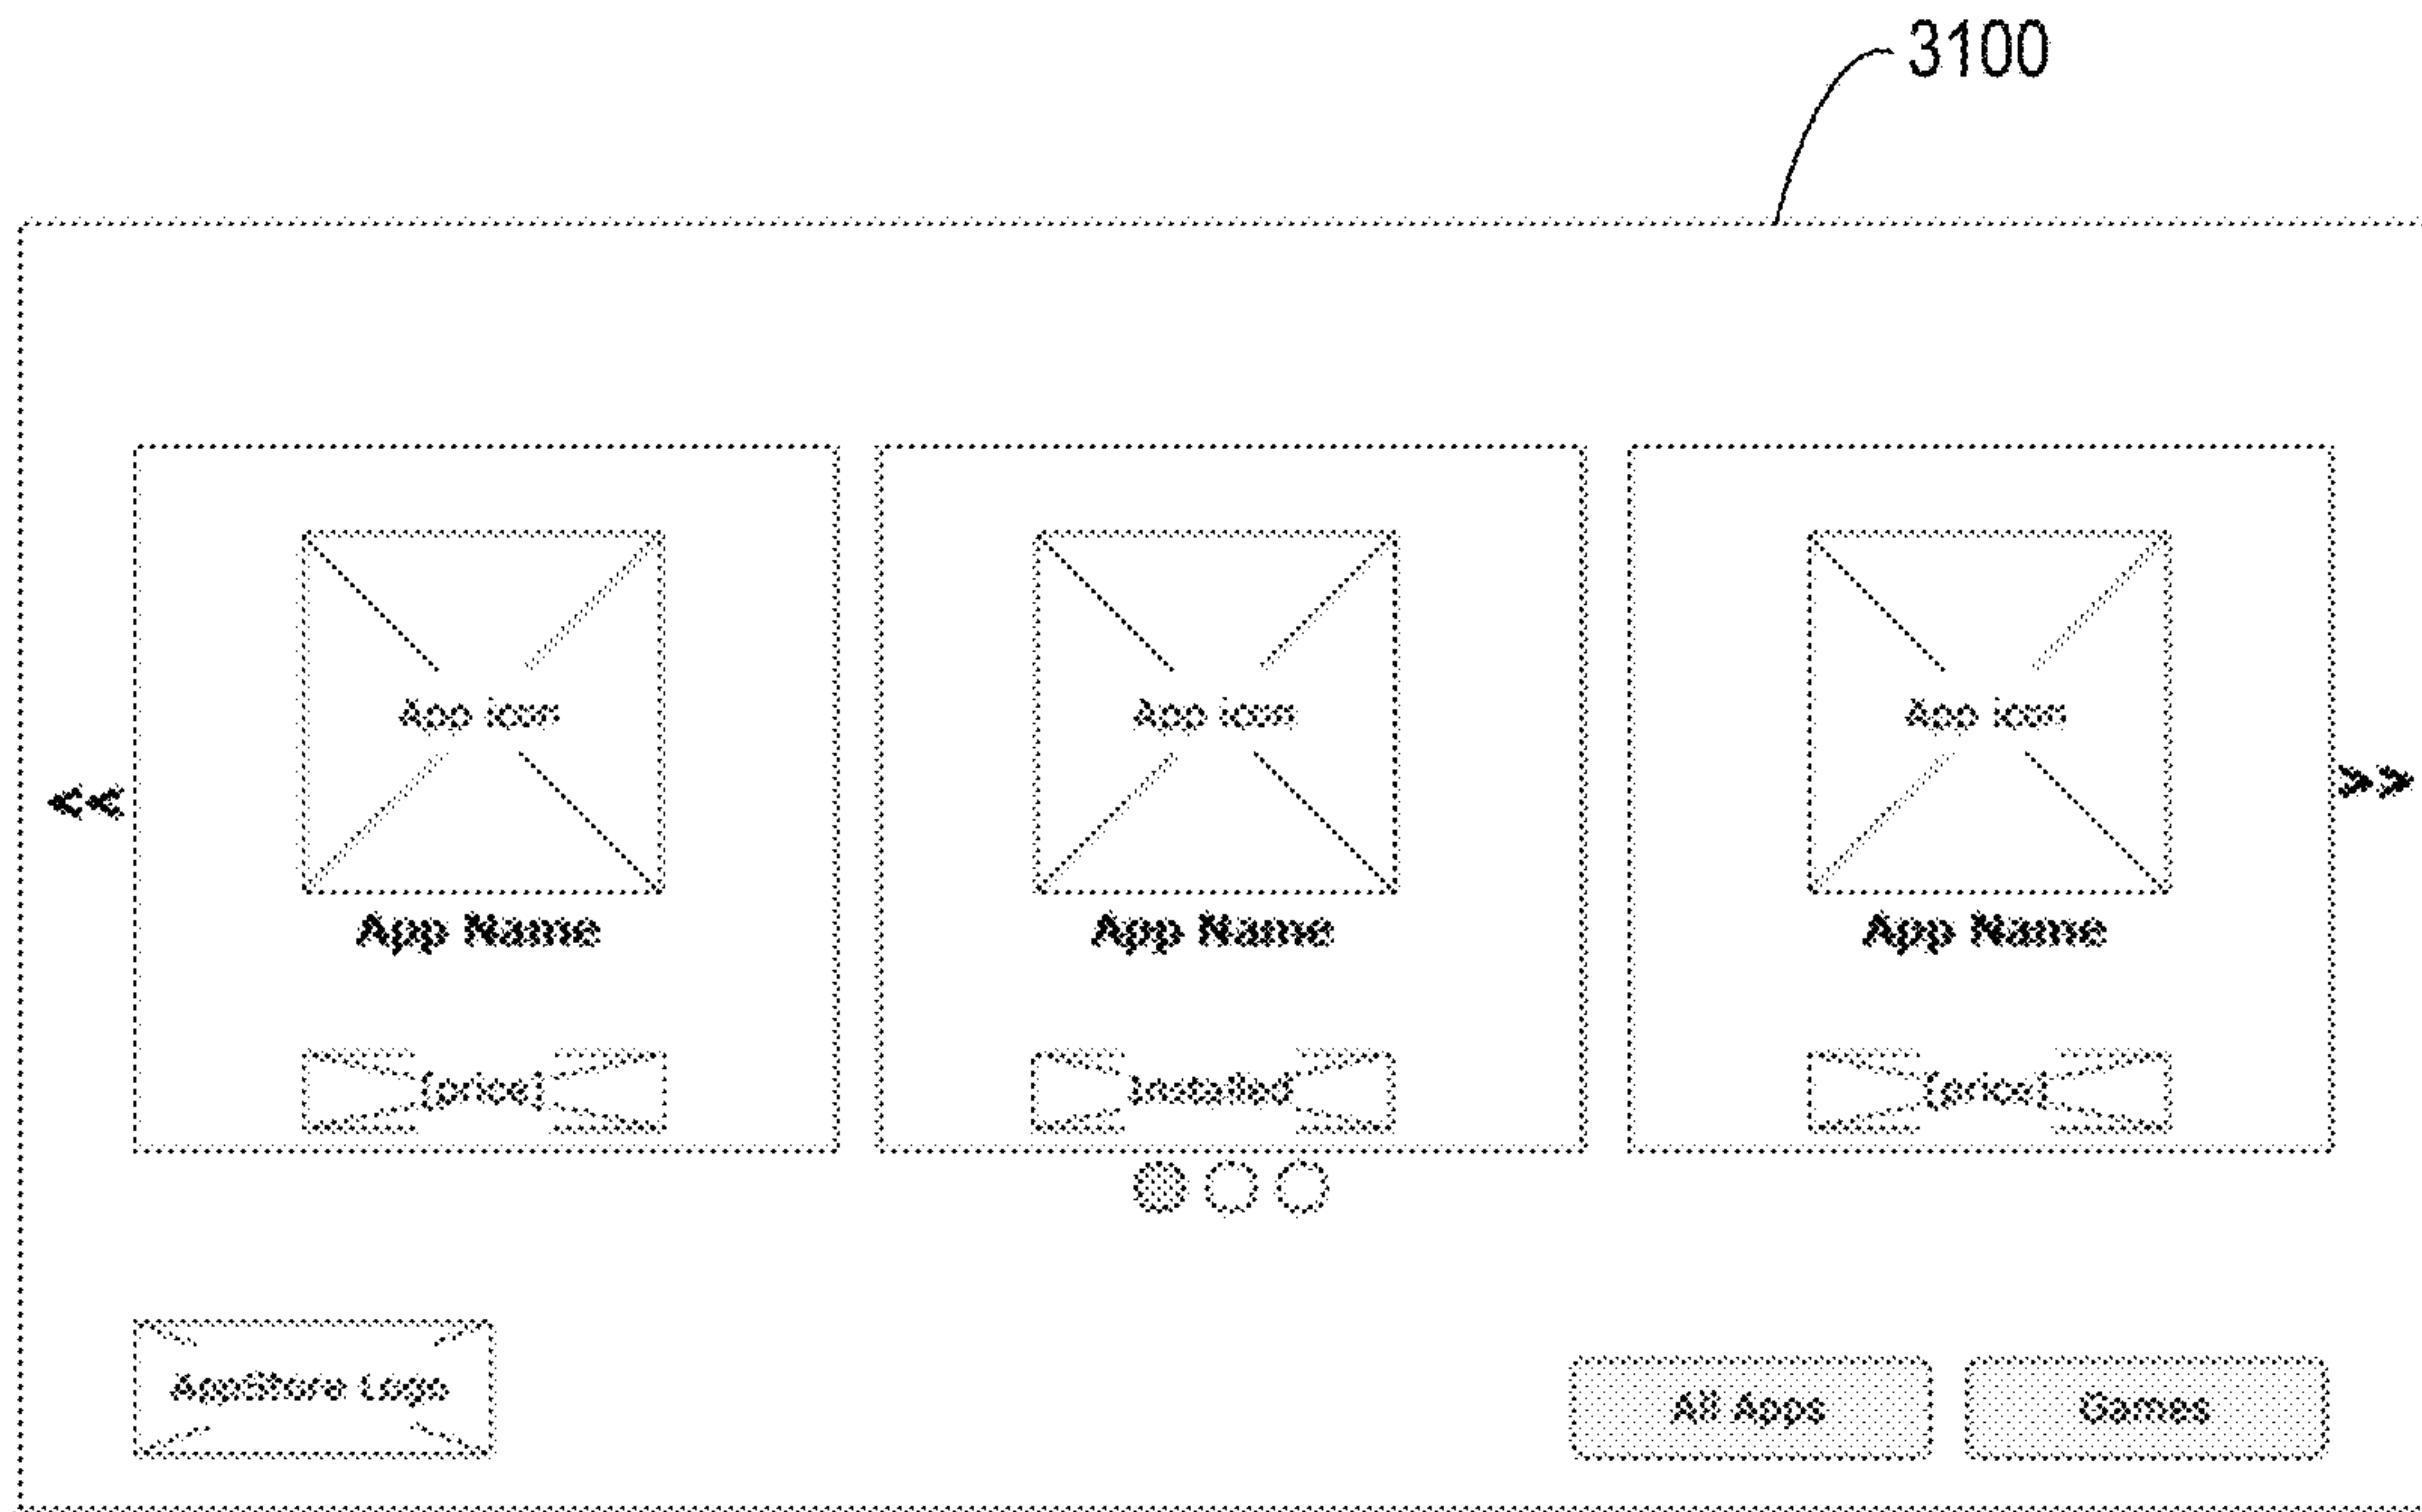 3100
App icon App icon App icon
<< >>
App Name App Name App Name
[price] Installed [price]
AppStore Logo
All Apps Games